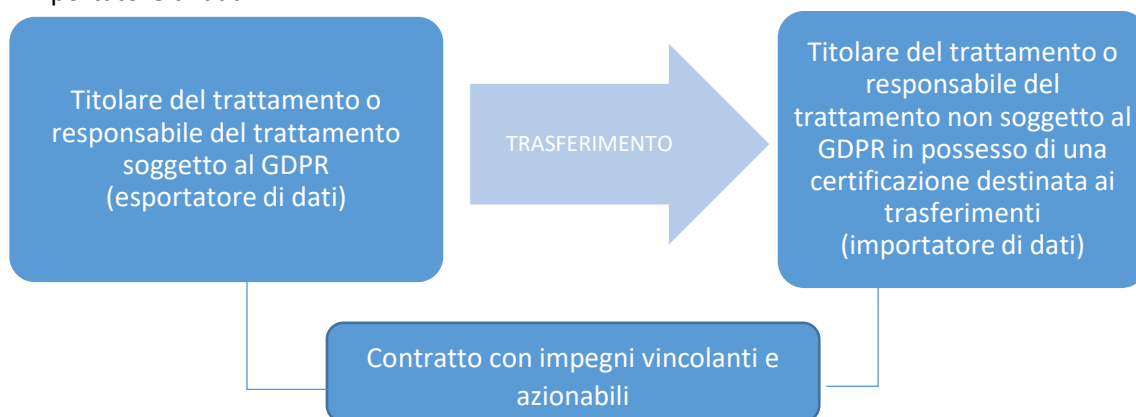 Titolare del trattamento o
responsabile del trattamento
soggetto al GDPR
(esportatore di dati)
TRASFERIMENTO
Titolare del trattamento o
responsabile del
trattamento non soggetto al
GDPR in possesso di una
certificazione destinata ai
trasferimenti
(importatore di dati)
Contratto con impegni vincolanti e
azionabili